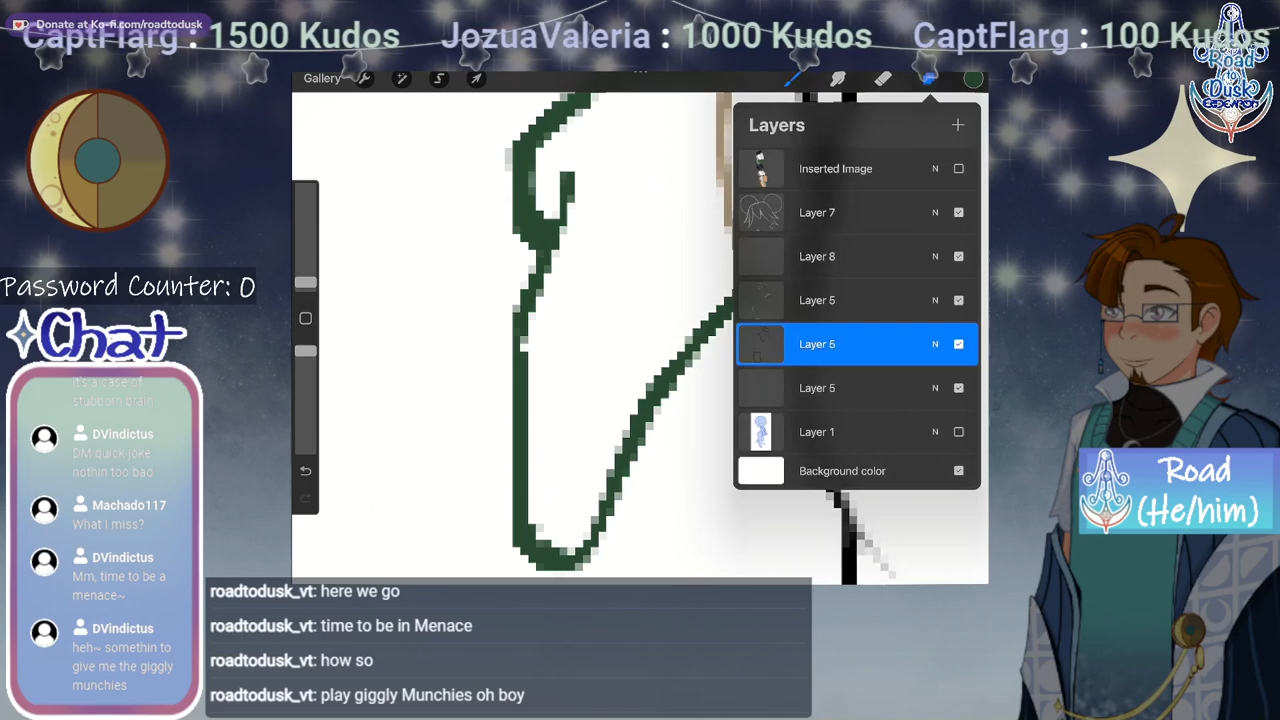 Donate at Ko-fi.com/roadtodusk
CaptFlarg : 1500 Kudos
JozuaValeria : 1000 Kudos
CaptFlarg : 100 Kudos
Road
to
Dusk
Gallery
Layers
Inserted Image N
Layer 7 N
Layer 8 N
Layer 5 N
Layer 5 N
Layer 5 N
Layer 1 N
Background color
Password Counter: 0
Chat
It's a case of
stubborn brain
DVindictus
DM quick joke,
nothin too bad
Machado117
What I miss?
DVindictus
Mm, time to be a
menace~
DVindictus
heh~ somethin to
give me the giggly
munchies
roadtodusk_vt: here we go
roadtodusk_vt: time to be in Menace
roadtodusk_vt: how so
roadtodusk_vt: play giggly Munchies oh boy
Road
(He/him)